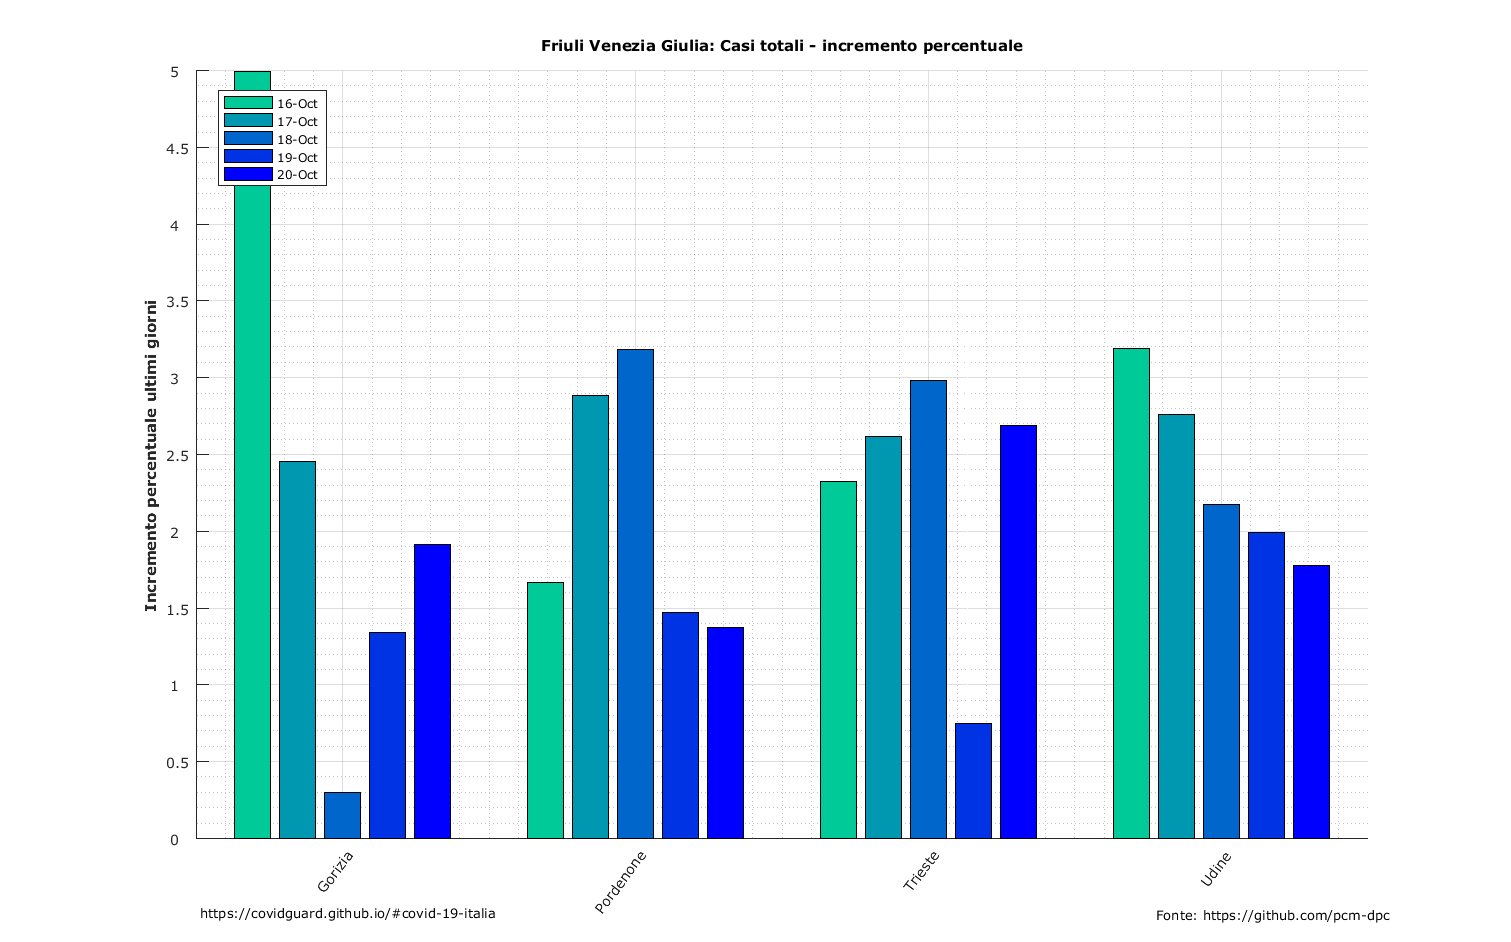 Friuli Venezia Giulia: Casi totali - incremento percentuale
Incremento percentuale ultimi giorni
5
4.5
4
3.5
3
2.5
2
1.5
1
0.5
0
16-Oct
17-Oct
18-Oct
19-Oct
20-Oct
Gorizia
Pordenone
Trieste
Udine
https://covidguard.github.io/#covid-19-italia
Fonte: https://github.com/pcm-dpc